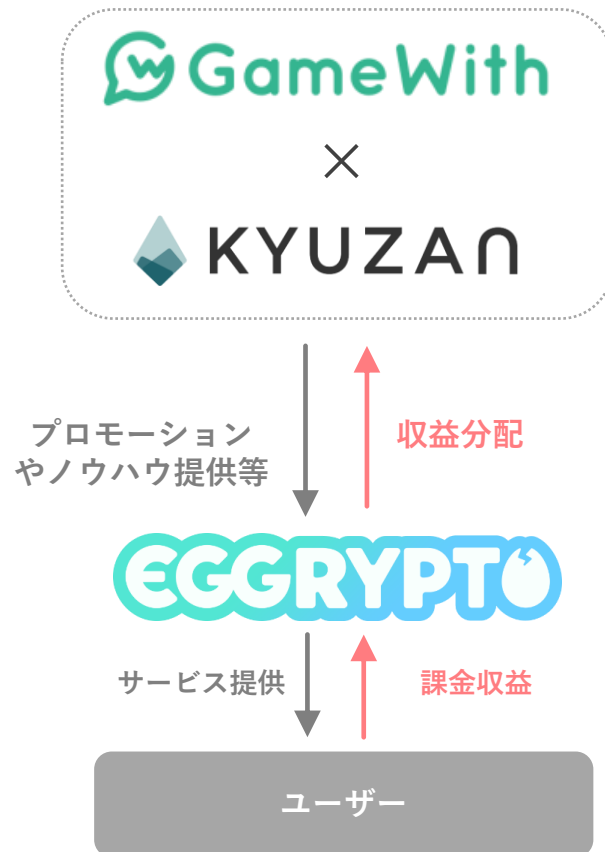 GameWith
×
KYUZAN
プロモーション
やノウハウ提供等
収益分配
EGGRYPTO
サービス提供
課金収益
ユーザー